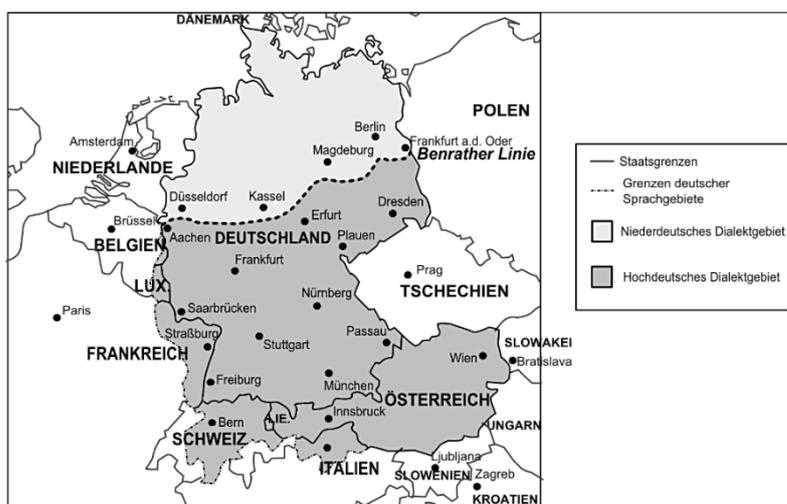 DÄNEMARK
POLEN
Berlin
Amsterdam
Magdeburg
Frankfurt a.d. Oder
Benrather Linie
NIEDERLANDE
Düsseldorf
Kassel
Dresden
Brüssel
Erfurt
Aachen
DEUTSCHLAND
BELGIEN
Plauen
Frankfurt
Prag
LUX.
TSCHECHIEN
Nürnberg
Paris
Saarbrücken
Straßburg
Passau
SLOWAKEI
FRANKREICH
Stuttgart
Wien
Bratislava
Freiburg
München
ÖSTERREICH
Innsbruck
Bern
UNGARN
SCHWEIZ
ITALIEN
Ljubljana
SLOWENIEN
Zagreb
KROATIEN
Staatsgrenzen
Grenzen deutscher
Sprachgebiete
Niederdeutsches Dialektgebiet
Hochdeutsches Dialektgebiet